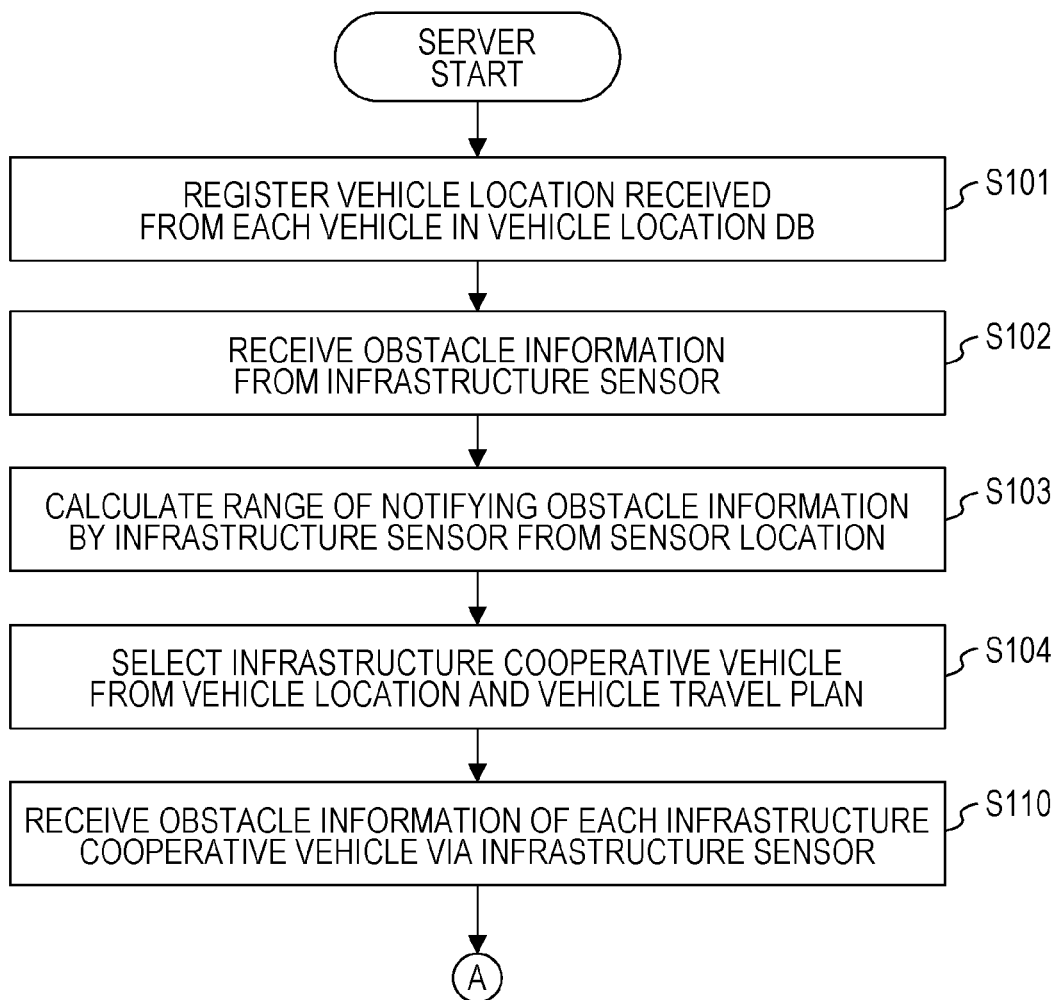 SERVER
START
REGISTER VEHICLE LOCATION RECEIVED
FROM EACH VEHICLE IN VEHICLE LOCATION DB
S101
RECEIVE OBSTACLE INFORMATION
FROM INFRASTRUCTURE SENSOR
S102
CALCULATE RANGE OF NOTIFYING OBSTACLE INFORMATION
BY INFRASTRUCTURE SENSOR FROM SENSOR LOCATION
S103
SELECT INFRASTRUCTURE COOPERATIVE VEHICLE
FROM VEHICLE LOCATION AND VEHICLE TRAVEL PLAN
S104
RECEIVE OBSTACLE INFORMATION OF EACH INFRASTRUCTURE
COOPERATIVE VEHICLE VIA INFRASTRUCTURE SENSOR
S110
A